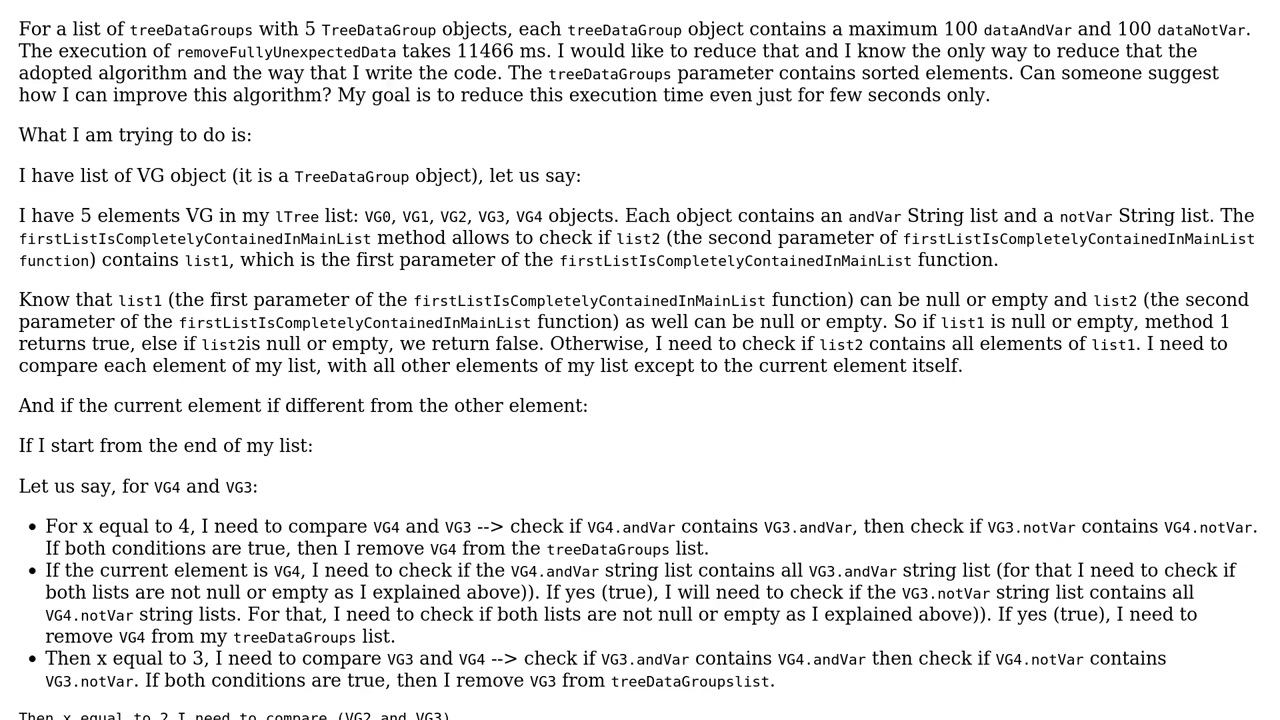 For a list of treeDataGroups with 5 TreeDataGroup objects, each treeDataGroup object contains a maximum 100 dataAndVar and 100 dataNotVar.
The execution of removeFullyUnexpectedData takes 11466 ms. I would like to reduce that and I know the only way to reduce that the
adopted algorithm and the way that I write the code. The treeDataGroups parameter contains sorted elements. Can someone suggest
how I can improve this algorithm? My goal is to reduce this execution time even just for few seconds only.
What I am trying to do is:
I have list of VG object (it is a TreeDataGroup object), let us say:
I have 5 elements VG in my lTree list: VG0, VG1, VG2, VG3, VG4 objects. Each object contains an andVar String list and a notVar String list. The
firstListIsCompletelyContainedInMainList method allows to check if list2 (the second parameter of firstListIsCompletelyContainedInMainList
function) contains list1, which is the first parameter of the firstListIsCompletelyContainedInMainList function.
Know that list1 (the first parameter of the firstListIsCompletelyContainedInMainList function) can be null or empty and list2 (the second
parameter of the firstListIsCompletelyContainedInMainList function) as well can be null or empty. So if list1 is null or empty, method 1
returns true, else if list2is null or empty, we return false. Otherwise, I need to check if list2 contains all elements of list1. I need to
compare each element of my list, with all other elements of my list except to the current element itself.
And if the current element if different from the other element:
If I start from the end of my list:
Let us say, for VG4 and VG3:
• For x equal to 4, I need to compare VG4 and VG3 --> check if VG4.andVar contains VG3.andVar, then check if VG3.notVar contains VG4.notVar.
If both conditions are true, then I remove VG4 from the treeDataGroups list.
• If the current element is VG4, I need to check if the VG4.andVar string list contains all VG3.andVar string list (for that I need to check if
both lists are not null or empty as I explained above)). If yes (true), I will need to check if the VG3.notVar string list contains all
VG4.notVar string lists. For that, I need to check if both lists are not null or empty as I explained above)). If yes (true), I need to
remove VG4 from my treeDataGroups list.
• Then x equal to 3, I need to compare VG3 and VG4 --> check if VG3.andVar contains VG4.andVar then check if VG4.notVar contains
VG3.notVar. If both conditions are true, then I remove VG3 from treeDataGroupslist.
Then x equal to 2 I need to compare (VG2 and VG3)